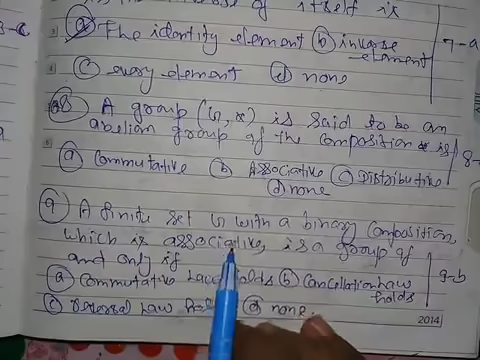 of itself is
(a) The identity element (b) inverse
element
(c) every element (d) none
7-a
(8) A group (G, *) is said to be an
abelian group if the composition * is
(a) Commutative (b) Associative (c) Distributive
(d) none
8-
(9) A finite set G with a binary composition,
which is associative, is a group if
and only if
(a) Commutative Law holds (b) Cancellation Law
holds
9-b
(c) Reversal Law (d) none.
2014